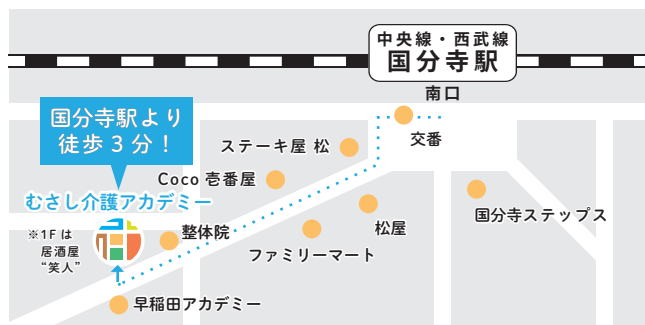 中央線・西武線
国分寺駅
南口
国分寺駅より
徒歩3分！
交番
ステーキ屋 松
Coco 壱番屋
むさし介護アカデミー
国分寺ステップス
松屋
整体院
※1F は
居酒屋
“笑人”
ファミリーマート
早稲田アカデミー